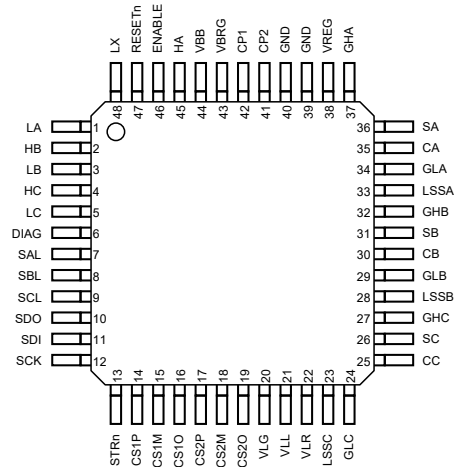 LX RESETn ENABLE HA VBB VBRG CP1 CP2 GND GND VREG GHA
48 47 46 45 44 43 42 41 40 39 38 37
LA 1 36 SA
HB 2 35 CA
LB 3 34 GLA
HC 4 33 LSSA
LC 5 32 GHB
DIAG 6 31 SB
SAL 7 30 CB
SBL 8 29 GLB
SCL 9 28 LSSB
SDO 10 27 GHC
SDI 11 26 SC
SCK 12 25 CC
13 14 15 16 17 18 19 20 21 22 23 24
STRn CS1P CS1M CS1O CS2P CS2M CS2O VLG VLL VLR LSSC GLC